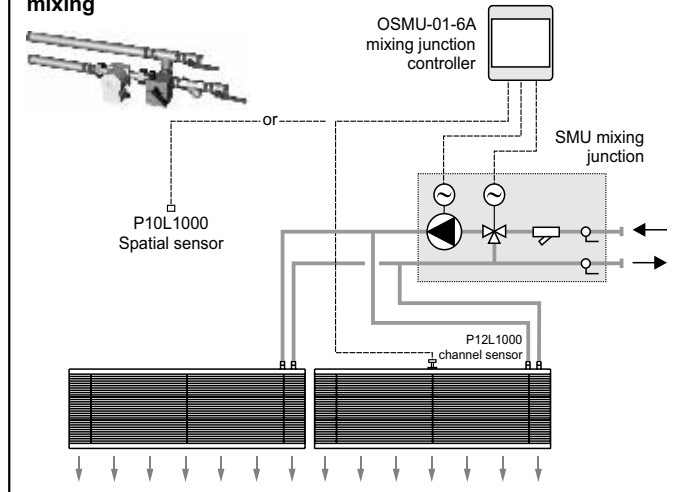 mixing
OSMU-01-6A
mixing junction
controller
or
SMU mixing
junction
P10L1000
Spatial sensor
P12L1000
channel sensor